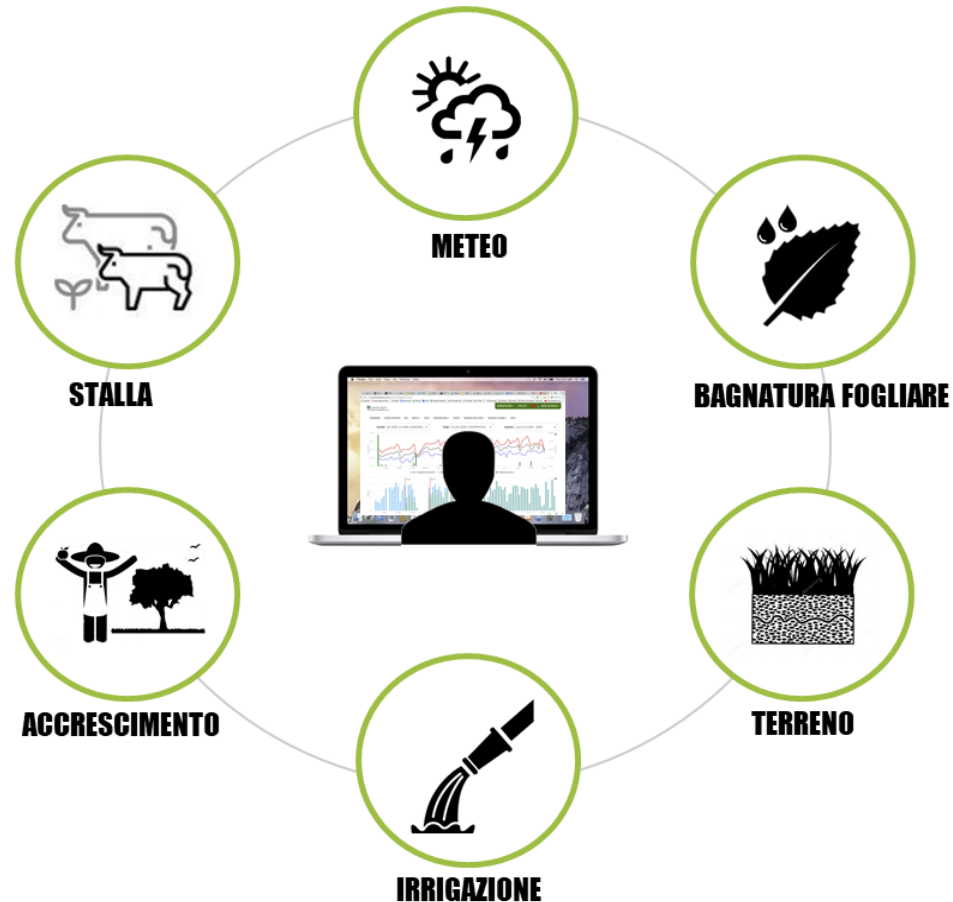 METEO
STALLA
BAGNATURA FOGLIARE
ACCRESCIMENTO
TERRENO
IRRIGAZIONE